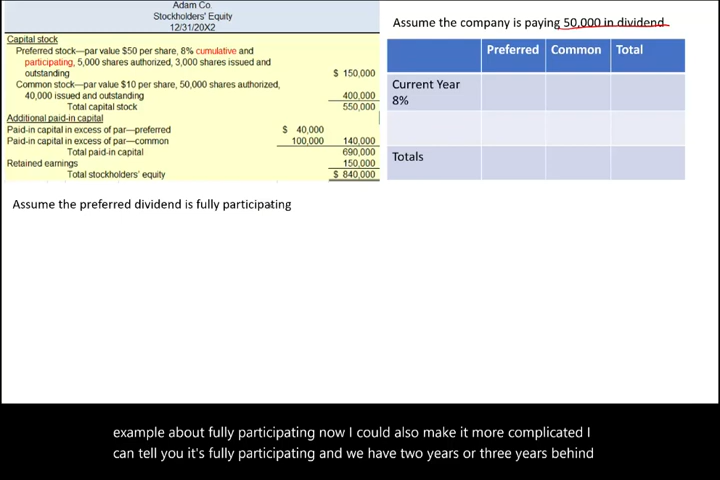 Adam Co
Stockholders' Equity
12/31/20X2
Capital stock
Preferred stock—par value $50 per share, 8% cumulative and
participating, 5,000 shares authorized, 3,000 shares issued and
outstanding $ 150,000
Common stock—par value $10 per share, 50,000 shares authorized,
40,000 issued and outstanding 400,000
Total capital stock 550,000
Additional paid-in capital
Paid-in capital in excess of par—preferred $ 40,000
Paid-in capital in excess of par—common 100,000 140,000
Total paid-in capital 690,000
Retained earnings 150,000
Total stockholders' equity $ 840,000
Assume the company is paying 50,000 in dividend
Preferred Common Total
Current Year
8%
Totals
Assume the preferred dividend is fully participating
example about fully participating now I could also make it more complicated I
can tell you it's fully participating and we have two years or three years behind